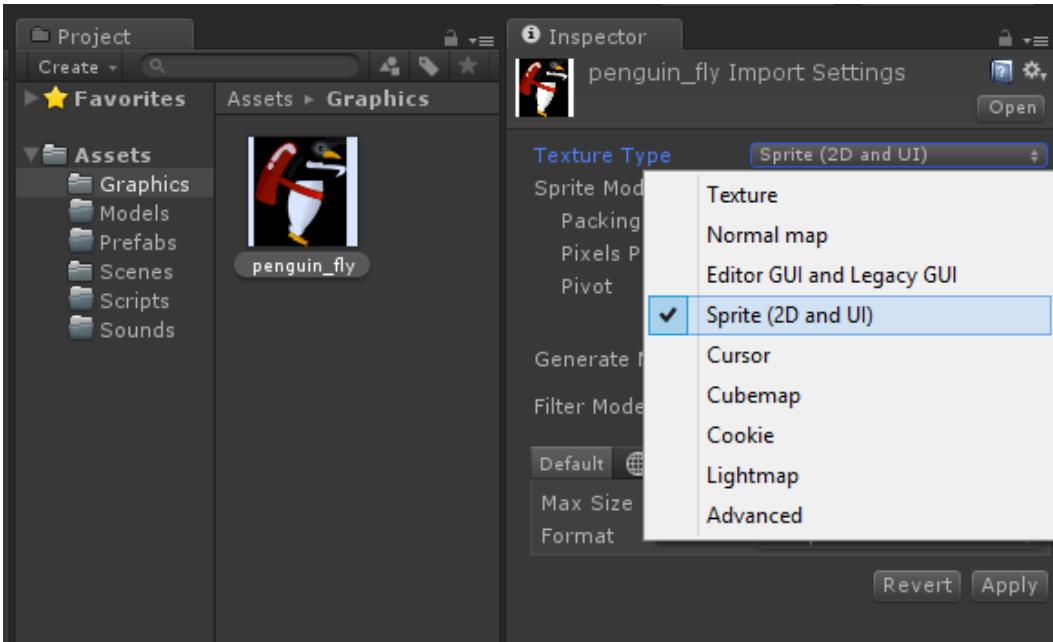 Project
Create
Favorites
Assets ▸ Graphics
Assets
Graphics
Models
Prefabs
Scenes
Scripts
Sounds
penguin_fly
Inspector
penguin_fly Import Settings
Open
Texture Type Sprite (2D and UI)
Sprite Mod
Packing
Pixels P
Pivot
Generate
Filter Mode
Default
Max Size
Format
Texture
Normal map
Editor GUI and Legacy GUI
Sprite (2D and UI)
Cursor
Cubemap
Cookie
Lightmap
Advanced
Revert Apply